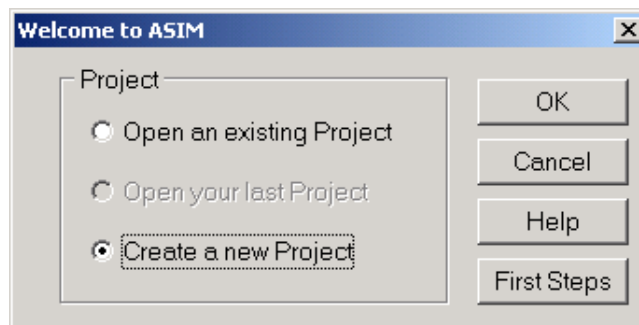 Welcome to ASIM
Project
Open an existing Project
Open your last Project
Create a new Project
OK
Cancel
Help
First Steps